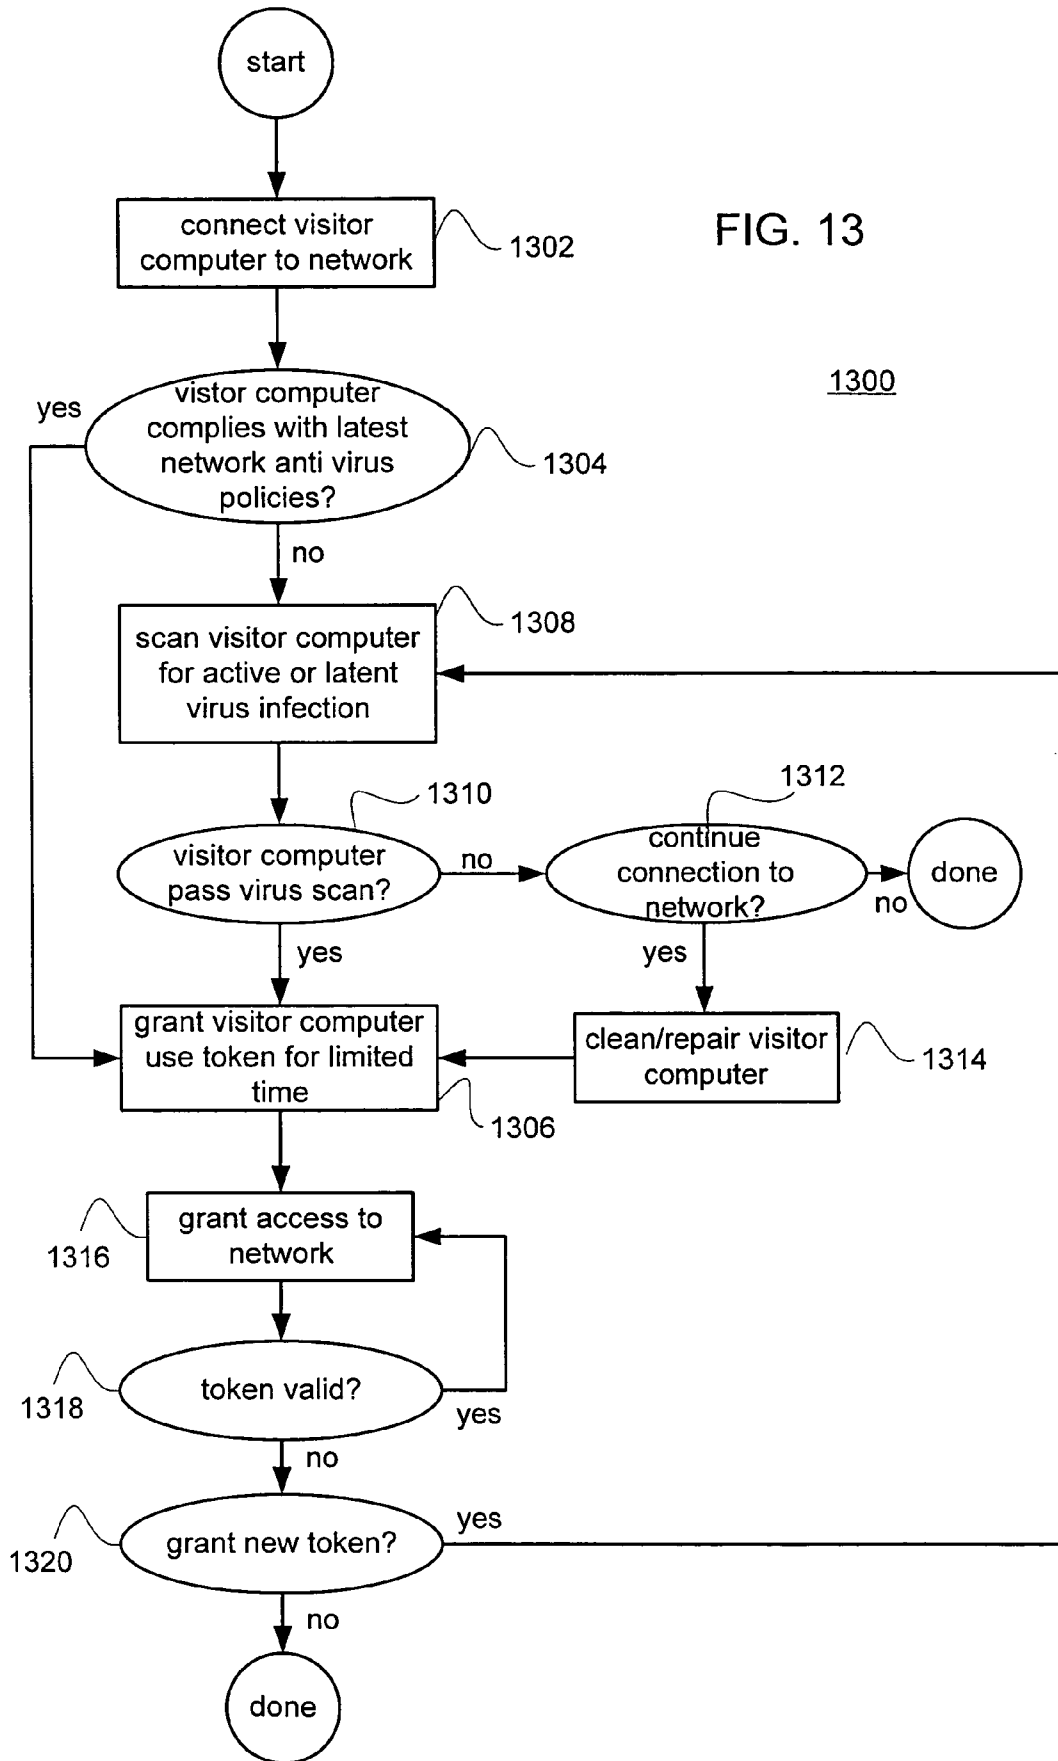 start
connect visitor
computer to network
1302
FIG. 13
1300
vistor computer
complies with latest
network anti virus
policies?
1304
yes
no
scan visitor computer
for active or latent
virus infection
1308
visitor computer
pass virus scan?
1310
no
continue
connection to
network?
1312
no
done
yes
yes
grant visitor computer
use token for limited
time
1306
clean/repair visitor
computer
1314
grant access to
network
1316
token valid?
1318
yes
no
grant new token?
1320
yes
no
done